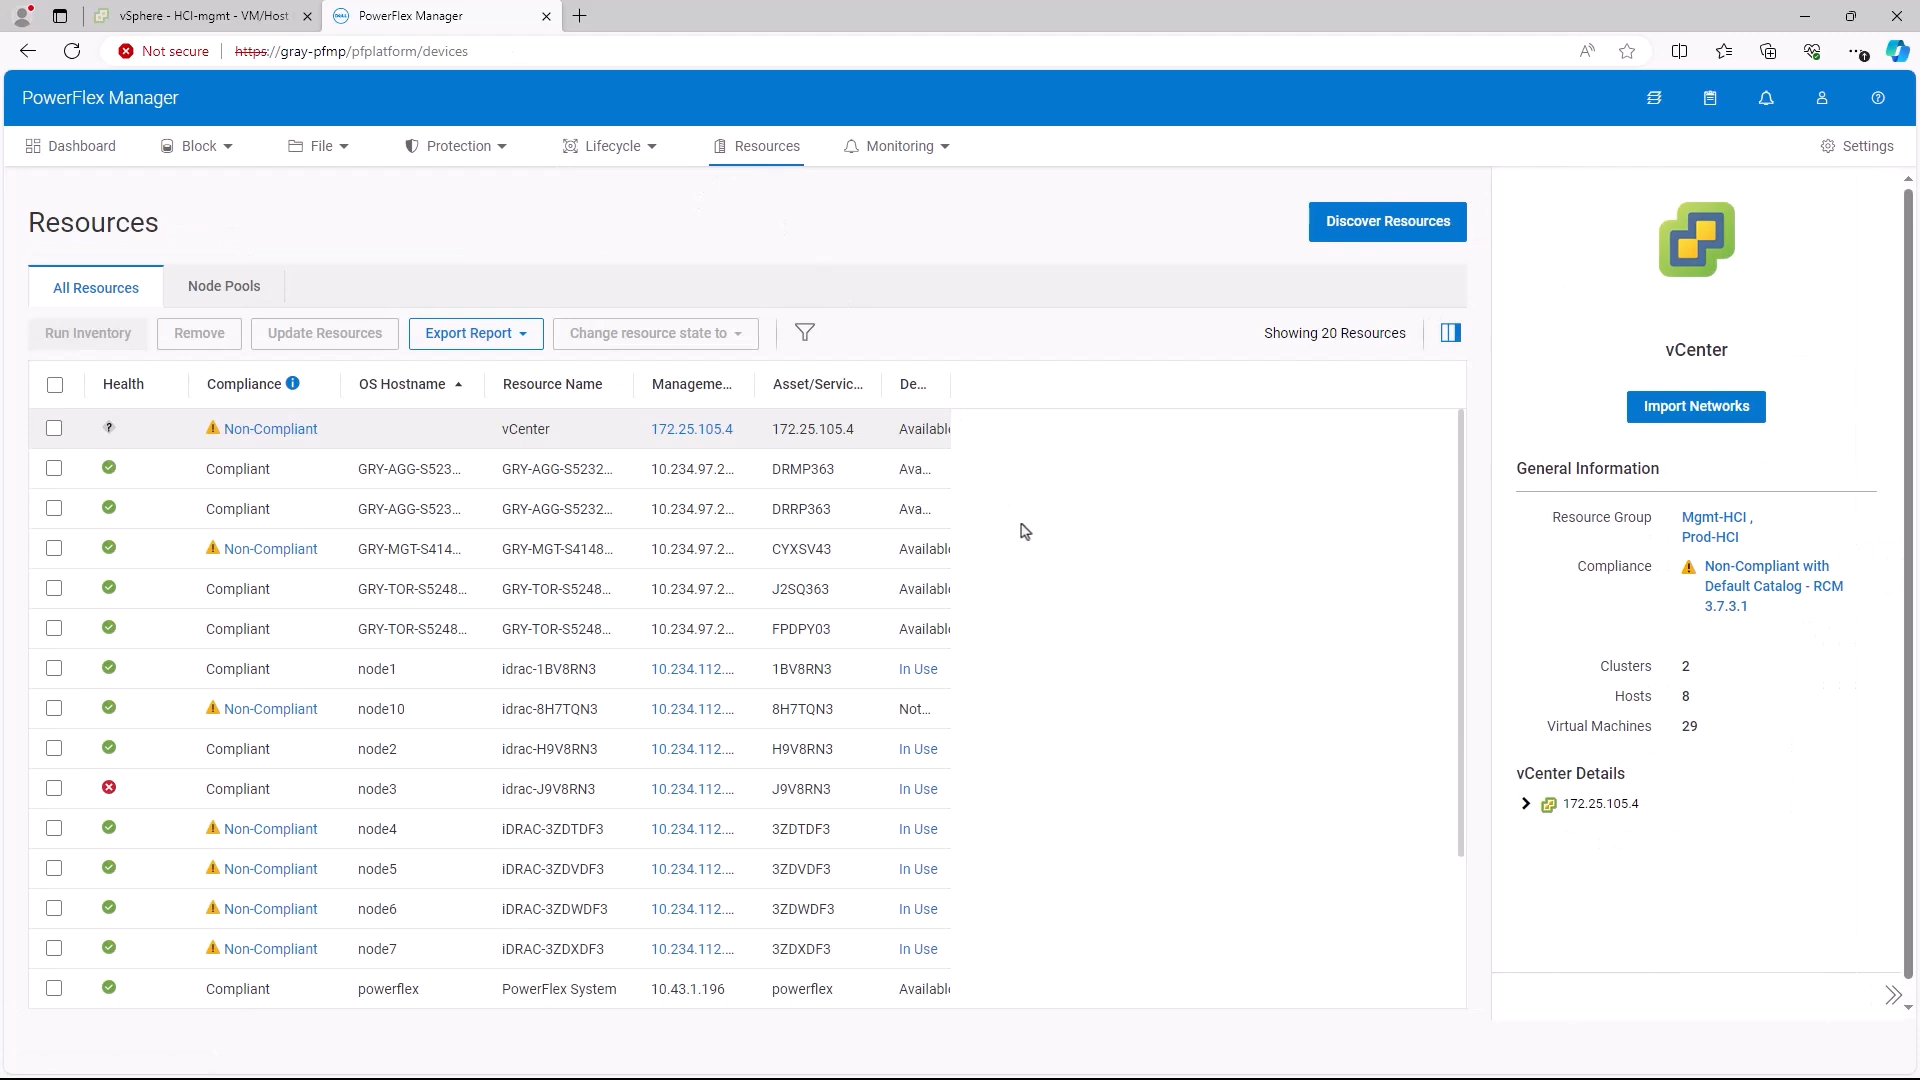 vSphere - HCI-mgmt - VM/Host
PowerFlex Manager
Not secure
https://gray-pfmp/pfplatform/devices
PowerFlex Manager
Dashboard Block File Protection Lifecycle Resources Monitoring Settings
Resources
Discover Resources
All Resources Node Pools
Run Inventory Remove Update Resources Export Report Change resource state to Showing 20 Resources
Health Compliance OS Hostname Resource Name Manageme... Asset/Servic... De...
Non-Compliant vCenter 172.25.105.4 172.25.105.4 Available
Compliant GRY-AGG-S523... GRY-AGG-S5232... 10.234.97.2... DRMP363 Ava...
Compliant GRY-AGG-S523... GRY-AGG-S5232... 10.234.97.2... DRRP363 Ava...
Non-Compliant GRY-MGT-S414... GRY-MGT-S4148... 10.234.97.2... CYXSV43 Available
Compliant GRY-TOR-S5248... GRY-TOR-S5248... 10.234.97.2... J2SQ363 Available
Compliant GRY-TOR-S5248... GRY-TOR-S5248... 10.234.97.2... FPDPY03 Available
Compliant node1 idrac-1BV8RN3 10.234.112.... 1BV8RN3 In Use
Non-Compliant node10 idrac-8H7TQN3 10.234.112.... 8H7TQN3 Not...
Compliant node2 idrac-H9V8RN3 10.234.112.... H9V8RN3 In Use
Compliant node3 idrac-J9V8RN3 10.234.112.... J9V8RN3 In Use
Non-Compliant node4 iDRAC-3ZDTDF3 10.234.112.... 3ZDTDF3 In Use
Non-Compliant node5 iDRAC-3ZDVDF3 10.234.112.... 3ZDVDF3 In Use
Non-Compliant node6 iDRAC-3ZDWDF3 10.234.112.... 3ZDWDF3 In Use
Non-Compliant node7 iDRAC-3ZDXDF3 10.234.112.... 3ZDXDF3 In Use
Compliant powerflex PowerFlex System 10.43.1.196 powerflex Available
vCenter
Import Networks
General Information
Resource Group Mgmt-HCI ,
Prod-HCI
Compliance Non-Compliant with
Default Catalog - RCM
3.7.3.1
Clusters 2
Hosts 8
Virtual Machines 29
vCenter Details
172.25.105.4